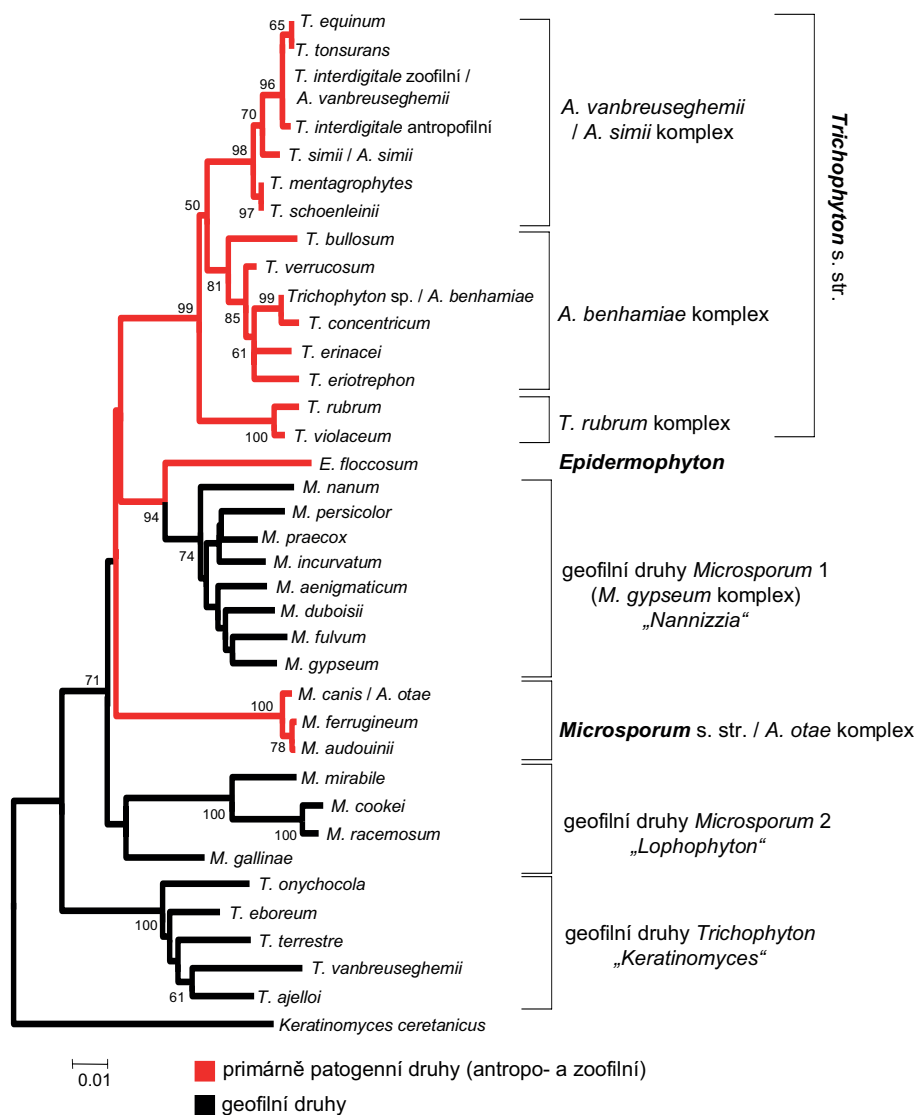 65
T. equinum
T. tonsurans
T. interdigitale zoofilní /
A. vanbreuseghemii
96
T. interdigitale antropofilní
70
T. simii / A. simii
98
T. mentagrophytes
97
T. schoenleinii
A. vanbreuseghemii
/ A. simii komplex
50
T. bullosum
81
T. verrucosum
85
99
Trichophyton sp. / A. benhamiae
T. concentricum
61
T. erinacei
T. eriotrephon
A. benhamiae komplex
99
T. rubrum
100
T. violaceum
T. rubrum komplex
Trichophyton s. str.
E. floccosum
Epidermophyton
94
M. nanum
74
M. persicolor
M. praecox
M. incurvatum
M. aenigmaticum
M. duboisii
M. fulvum
M. gypseum
geofilní druhy Microsporum 1
(M. gypseum komplex)
„Nannizzia“
71
100
M. canis / A. otae
M. ferrugineum
78
M. audouinii
Microsporum s. str. / A. otae komplex
M. mirabile
100
M. cookei
100
M. racemosum
M. gallinae
geofilní druhy Microsporum 2
„Lophophyton“
T. onychocola
100
T. eboreum
T. terrestre
T. vanbreuseghemii
61
T. ajelloi
geofilní druhy Trichophyton
„Keratinomyces“
Keratinomyces ceretanicus
0.01
primárně patogenní druhy (antropo- a zoofilní)
geofilní druhy